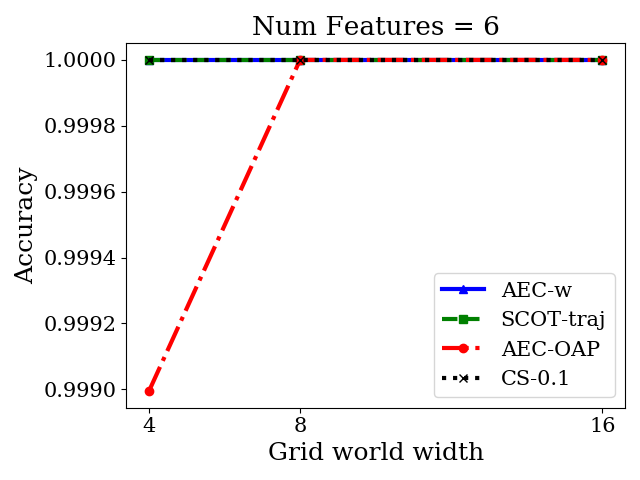 Num Features = 6
Accuracy
1.0000
0.9998
0.9996
0.9994
0.9992
0.9990
AEC-w
SCOT-traj
AEC-OAP
CS-0.1
4 8 16
Grid world width